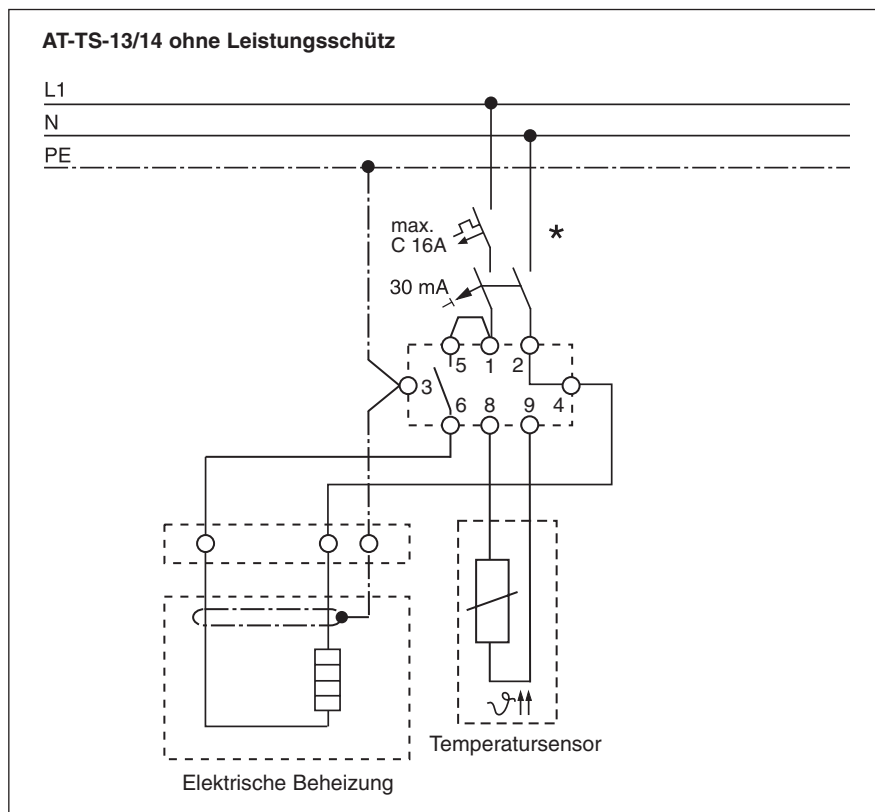 AT-TS-13/14 ohne Leistungsschütz
L1
N
PE
max.
C 16A
*
30 mA
5 1 2
3
4
6 8 9
ϑ
Temperatursensor
Elektrische Beheizung